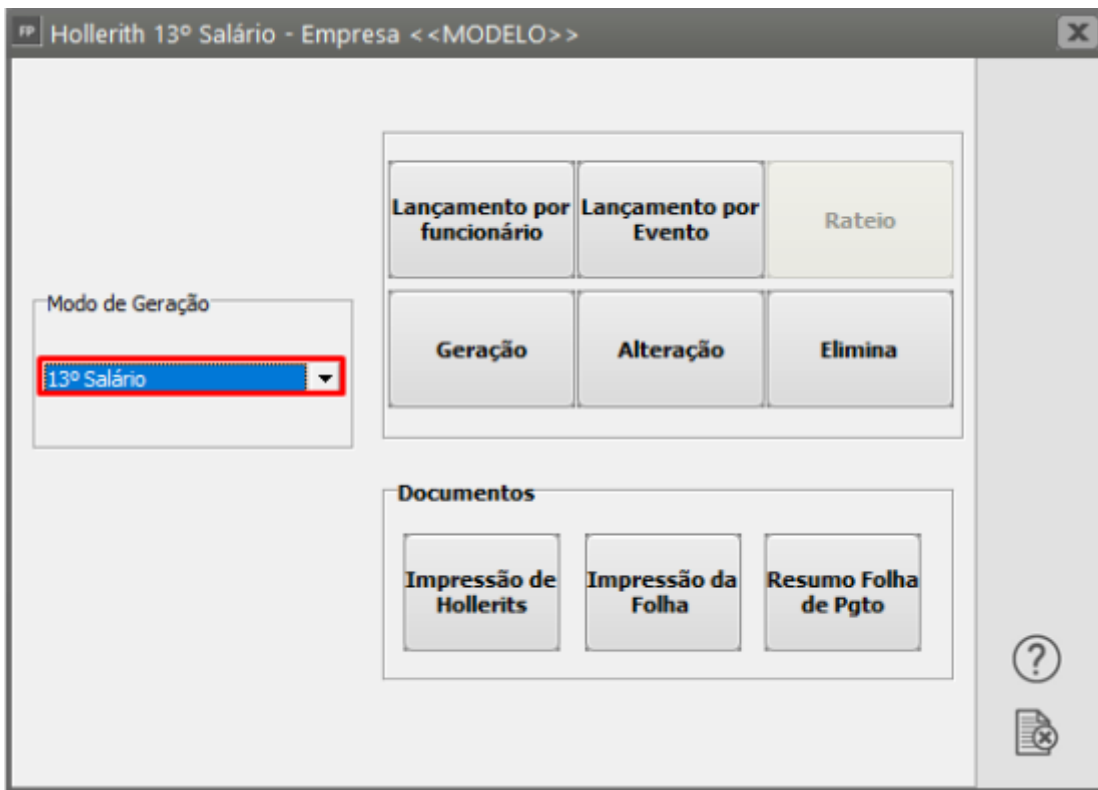 FP Hollerith 13º Salário - Empresa <<MODELO>>
Lançamento por
funcionário
Lançamento por
Evento
Rateio
Modo de Geração
13º Salário
Geração
Alteração
Elimina
Documentos
Impressão de
Hollerits
Impressão da
Folha
Resumo Folha
de Pgto
?